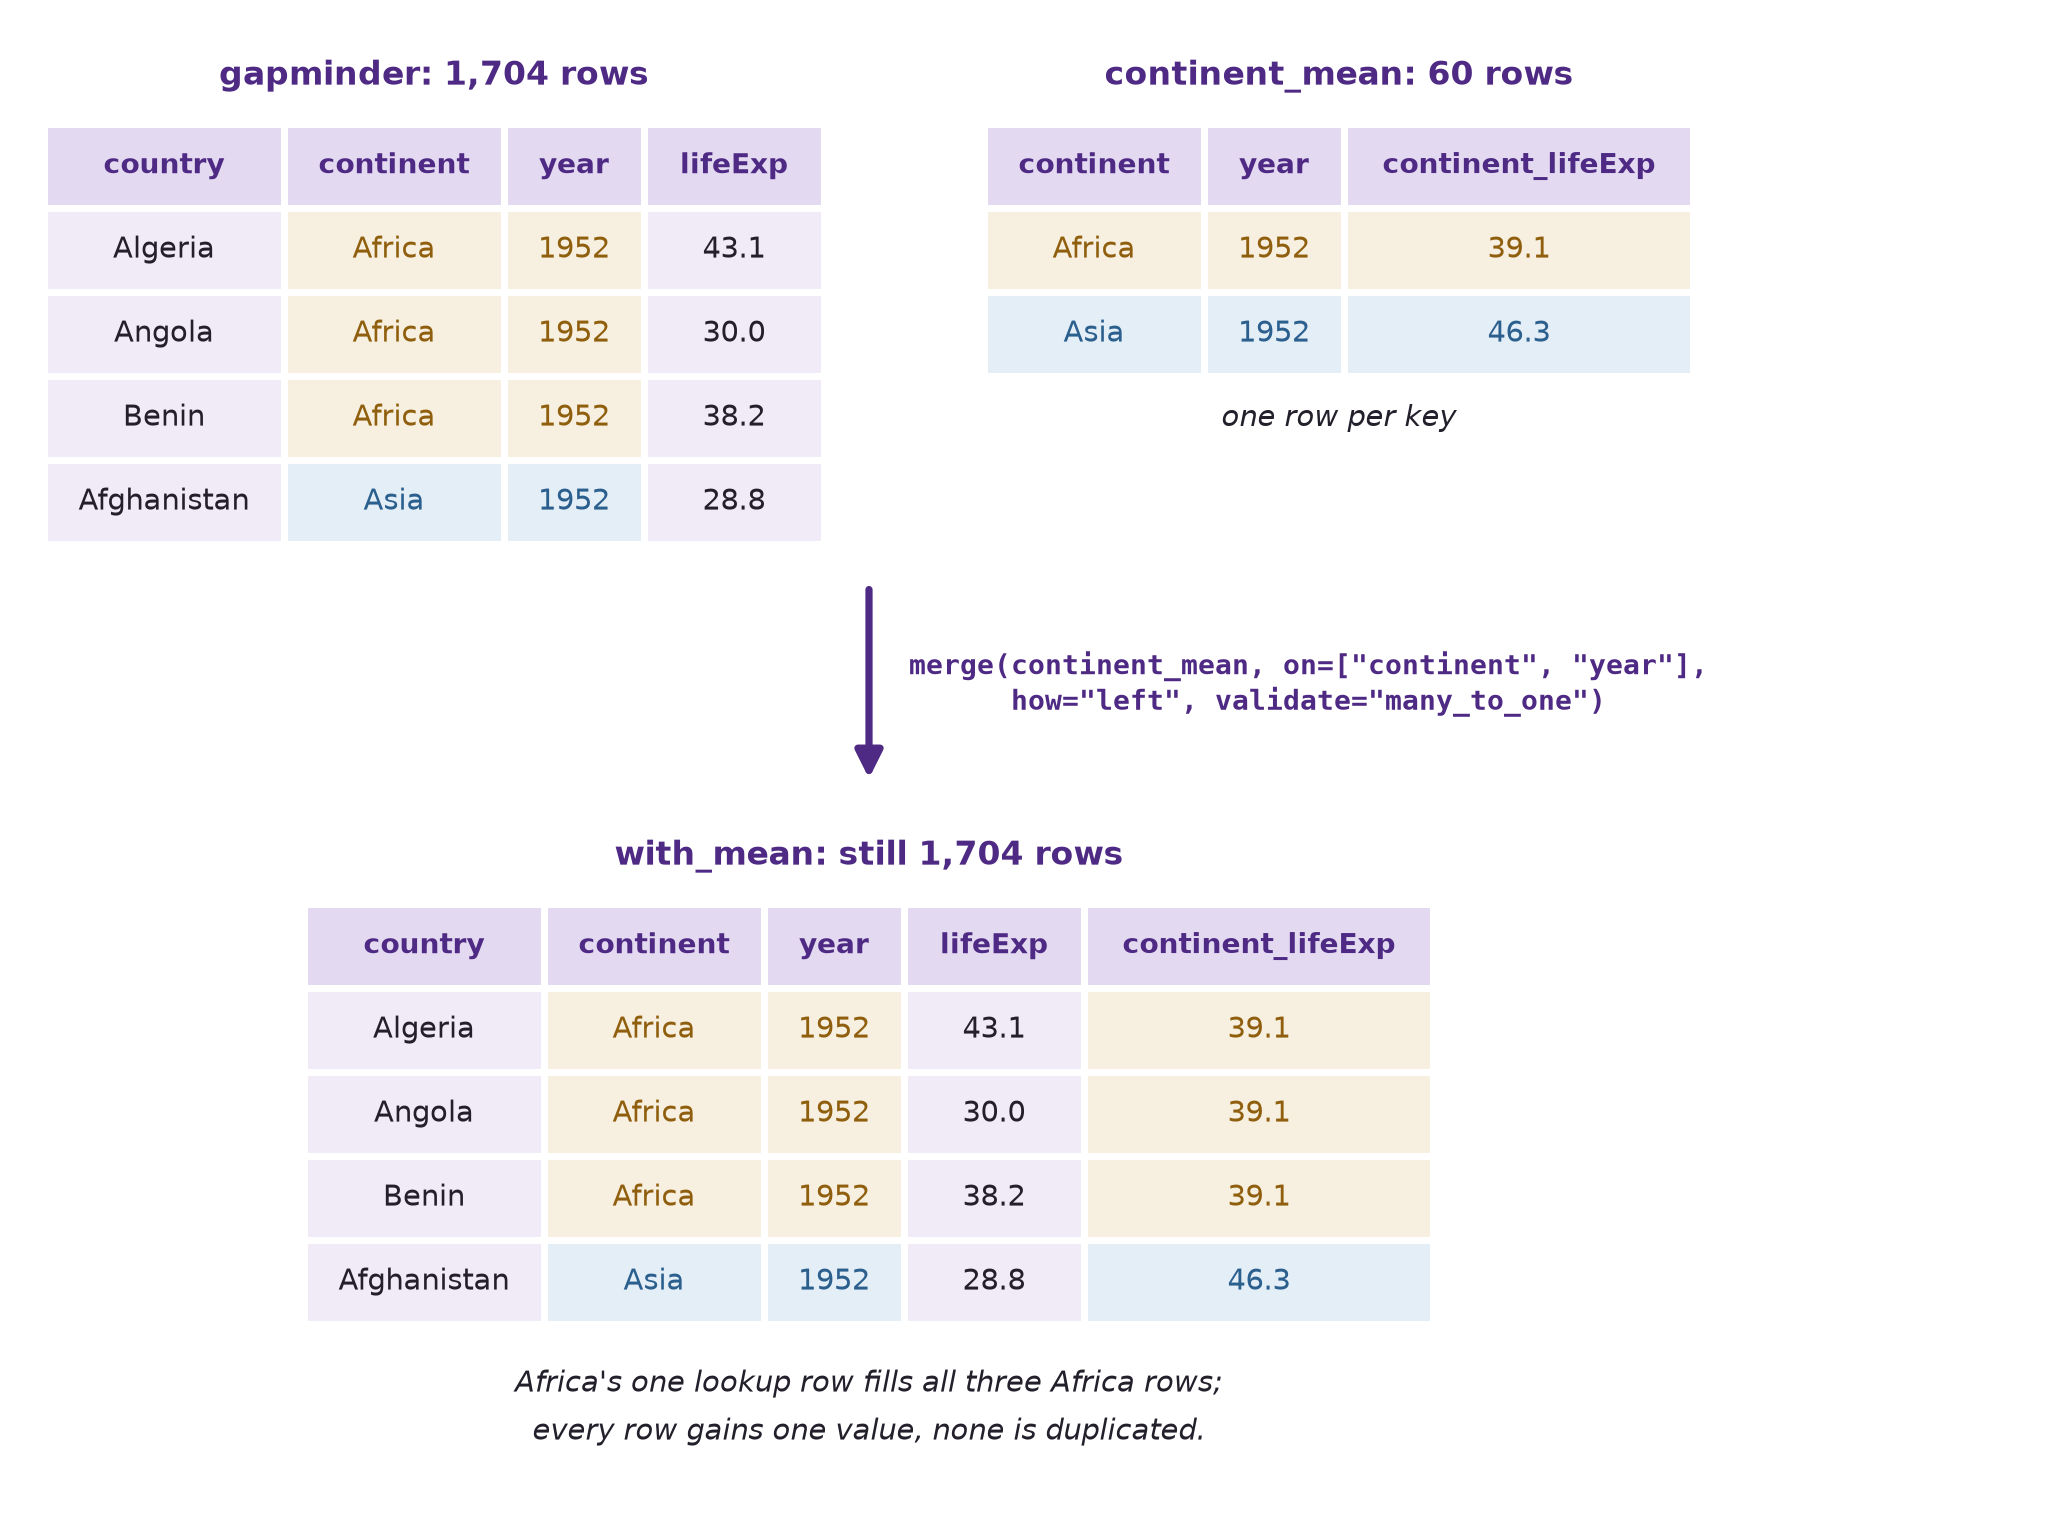 gapminder: 1,704 rows
country continent year lifeExp
Algeria Africa 1952 43.1
Angola Africa 1952 30.0
Benin Africa 1952 38.2
Afghanistan Asia 1952 28.8
continent_mean: 60 rows
continent year continent_lifeExp
Africa 1952 39.1
Asia 1952 46.3
one row per key
merge(continent_mean, on=["continent", "year"],
how="left", validate="many_to_one")
with_mean: still 1,704 rows
country continent year lifeExp continent_lifeExp
Algeria Africa 1952 43.1 39.1
Angola Africa 1952 30.0 39.1
Benin Africa 1952 38.2 39.1
Afghanistan Asia 1952 28.8 46.3
Africa's one lookup row fills all three Africa rows;
every row gains one value, none is duplicated.